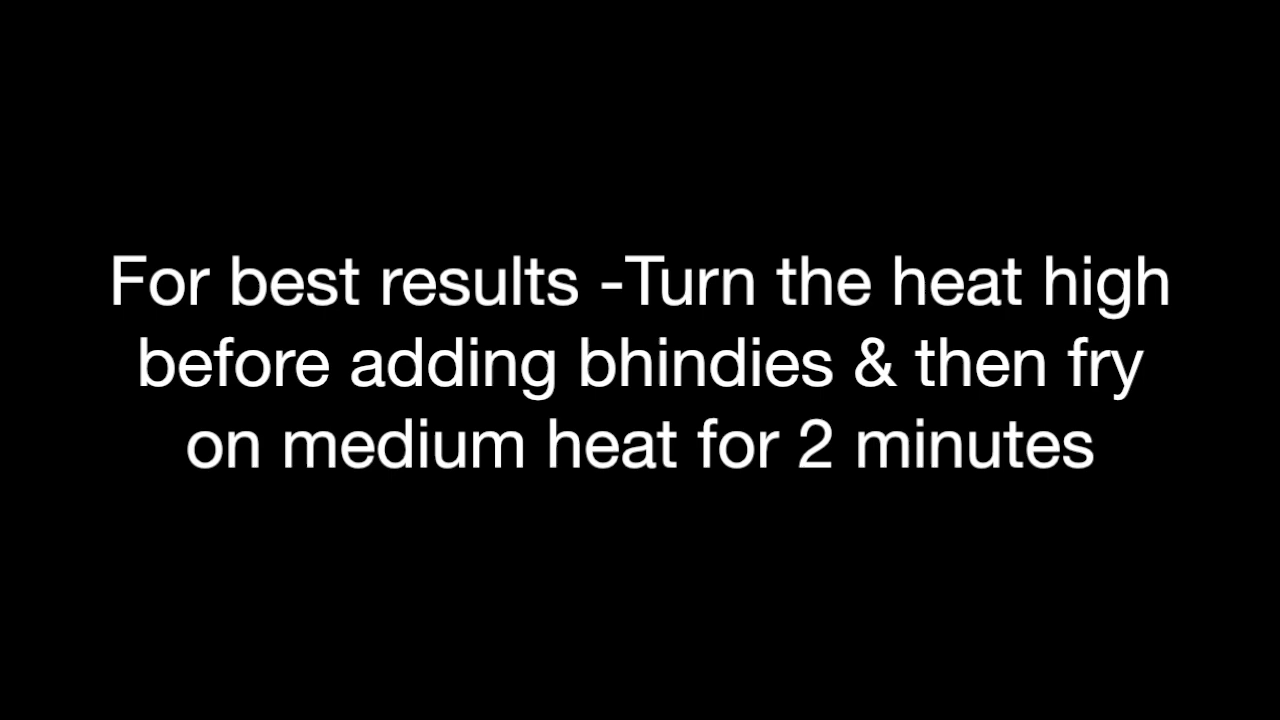 For best results -Turn the heat high
before adding bhindies & then fry
on medium heat for 2 minutes